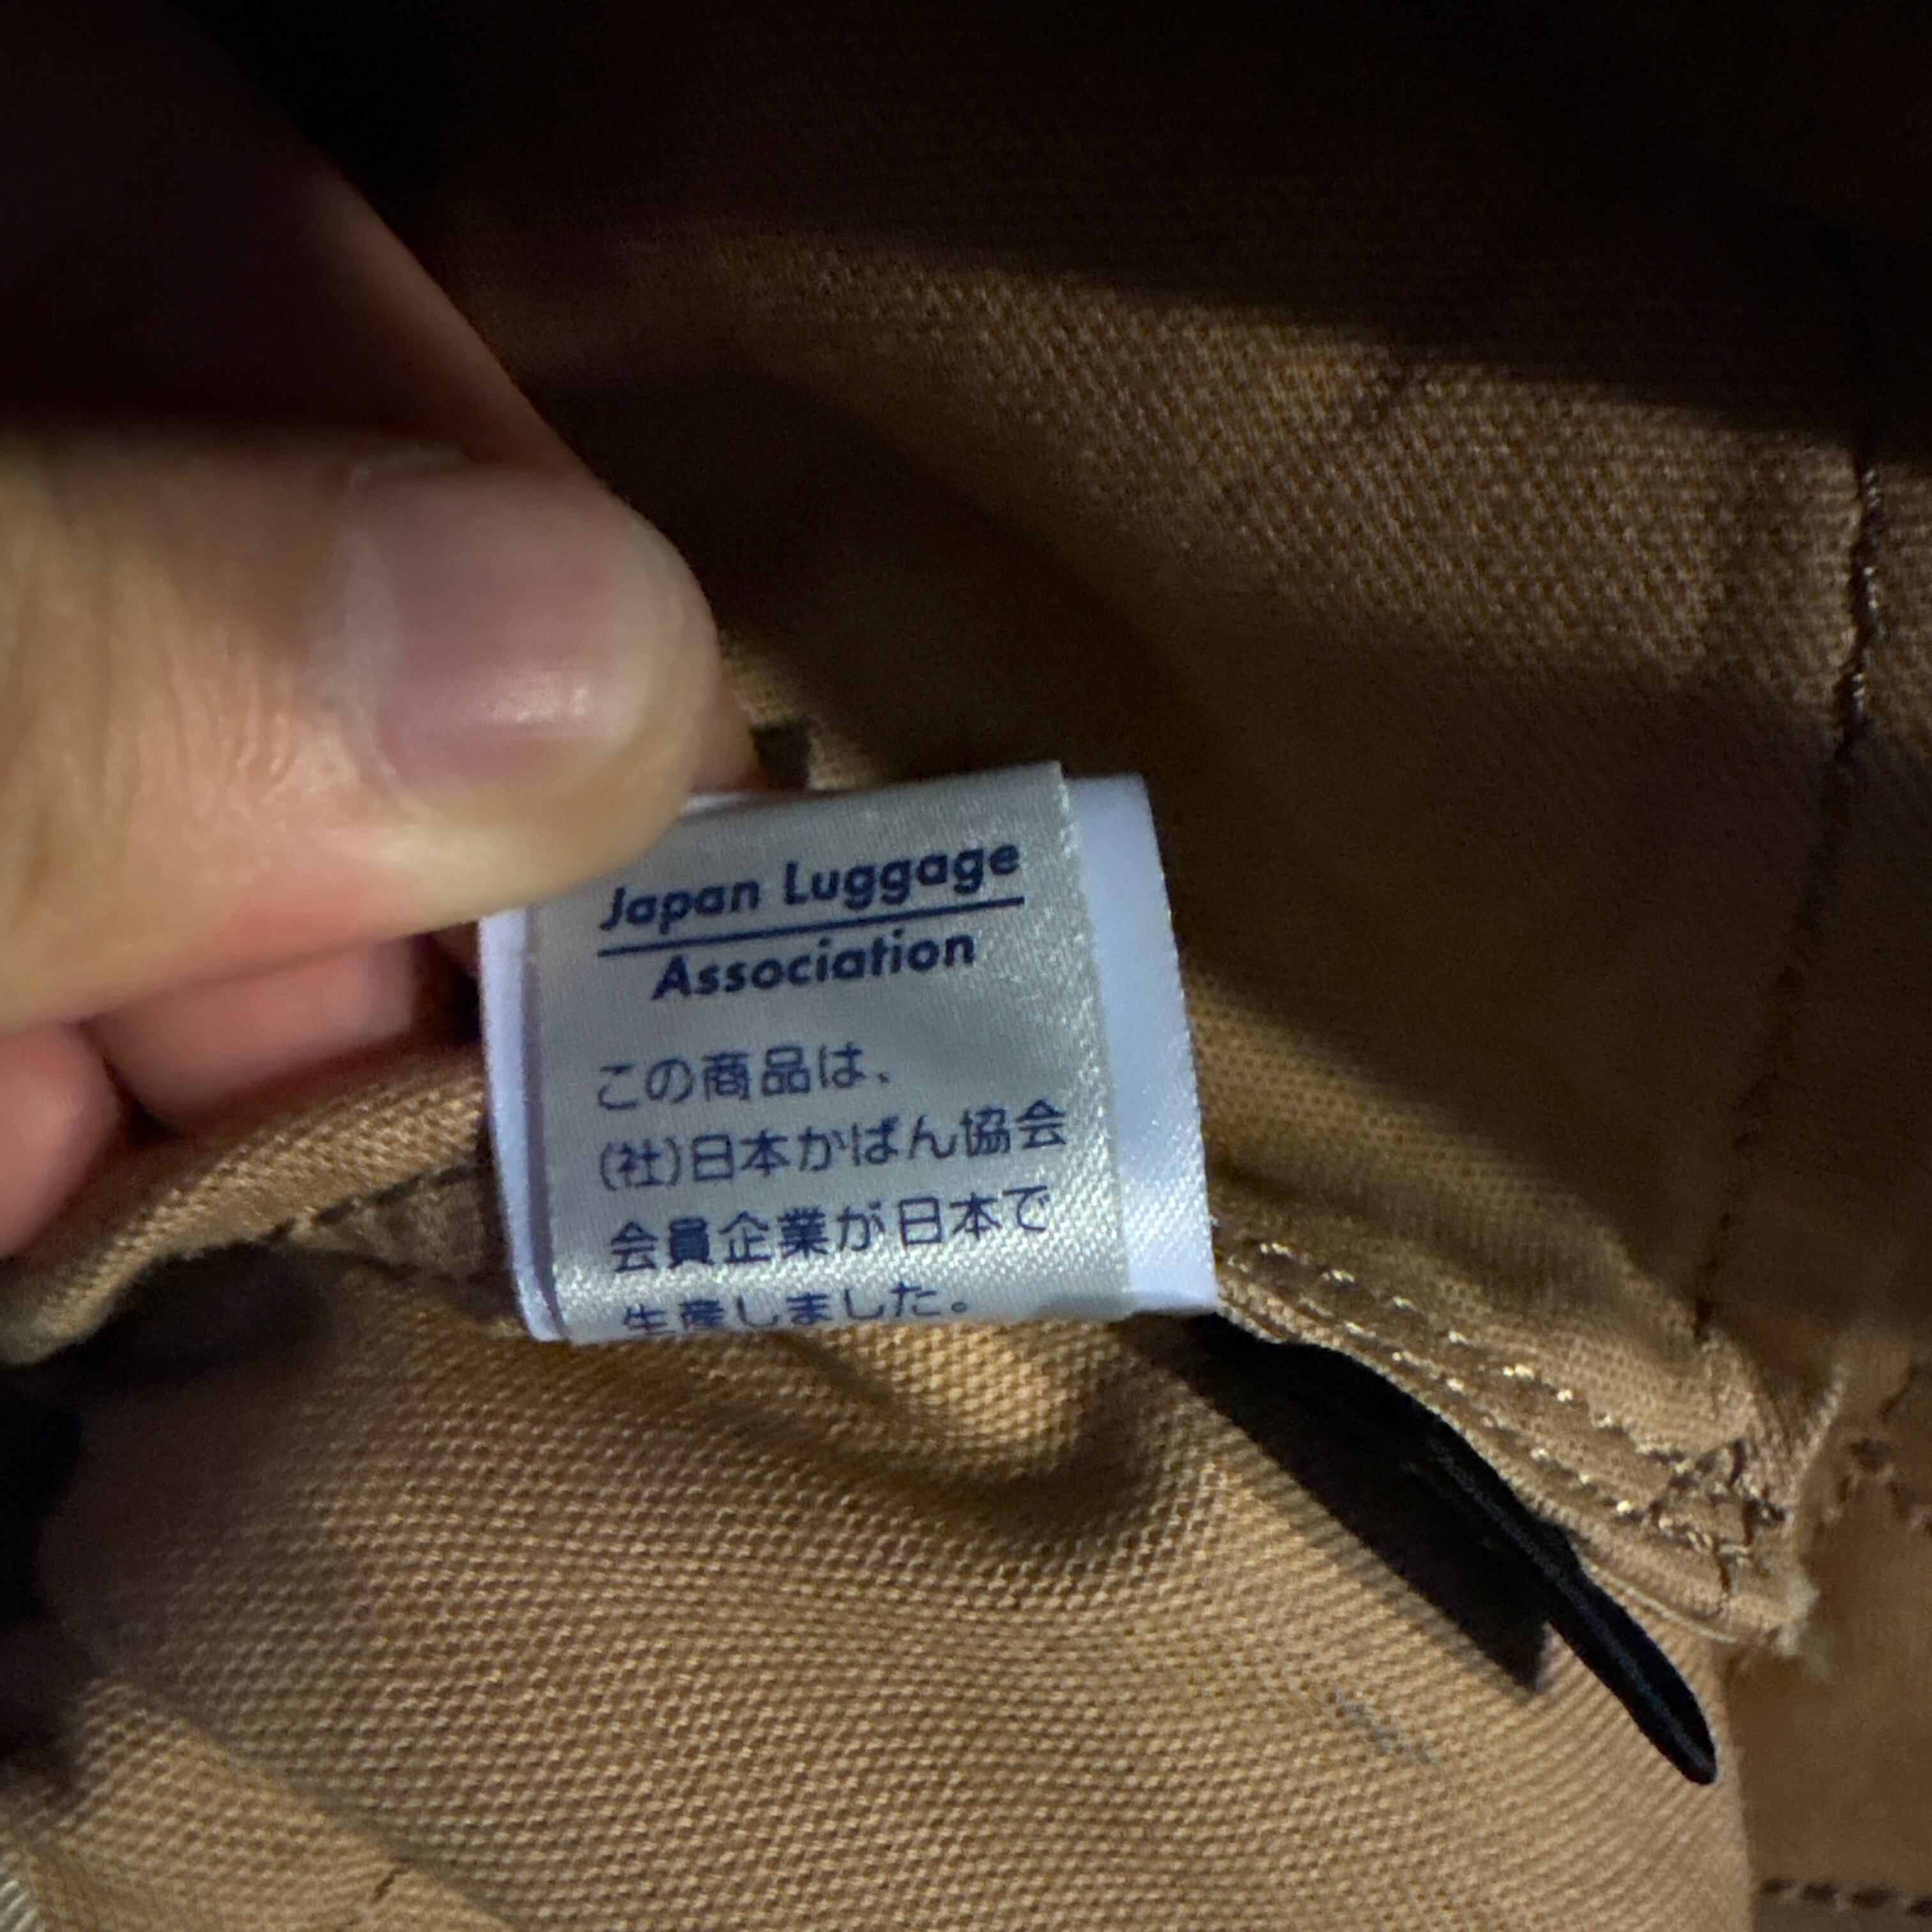 Japan Luggage
Association
この商品は、
(社)日本かばん協会
会員企業が日本で
生産しました。